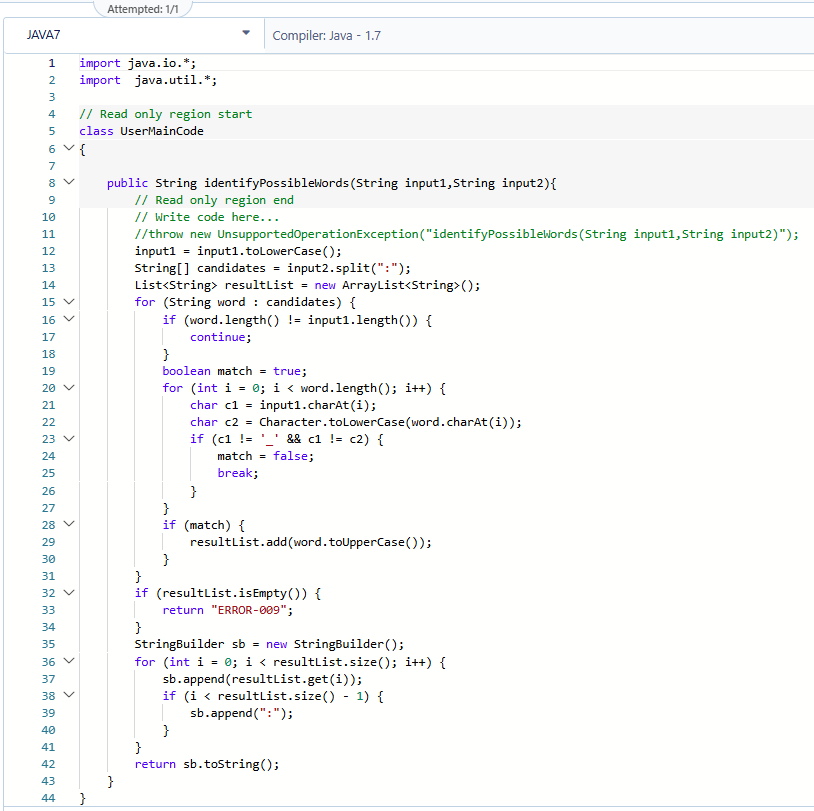 Attempted: 1/1
JAVA7
Compiler: Java - 1.7
1 import java.io.*;
2 import  java.util.*;
3
4 // Read only region start
5 class UserMainCode
6 {
7
8     public String identifyPossibleWords(String input1,String input2){
9         // Read only region end
10         // Write code here...
11         //throw new UnsupportedOperationException("identifyPossibleWords(String input1,String input2)");
12         input1 = input1.toLowerCase();
13         String[] candidates = input2.split(":");
14         List<String> resultList = new ArrayList<String>();
15         for (String word : candidates) {
16             if (word.length() != input1.length()) {
17                 continue;
18             }
19             boolean match = true;
20             for (int i = 0; i < word.length(); i++) {
21                 char c1 = input1.charAt(i);
22                 char c2 = Character.toLowerCase(word.charAt(i));
23                 if (c1 != '_' && c1 != c2) {
24                     match = false;
25                     break;
26                 }
27             }
28             if (match) {
29                 resultList.add(word.toUpperCase());
30             }
31         }
32         if (resultList.isEmpty()) {
33             return "ERROR-009";
34         }
35         StringBuilder sb = new StringBuilder();
36         for (int i = 0; i < resultList.size(); i++) {
37             sb.append(resultList.get(i));
38             if (i < resultList.size() - 1) {
39                 sb.append(":");
40             }
41         }
42         return sb.toString();
43     }
44 }